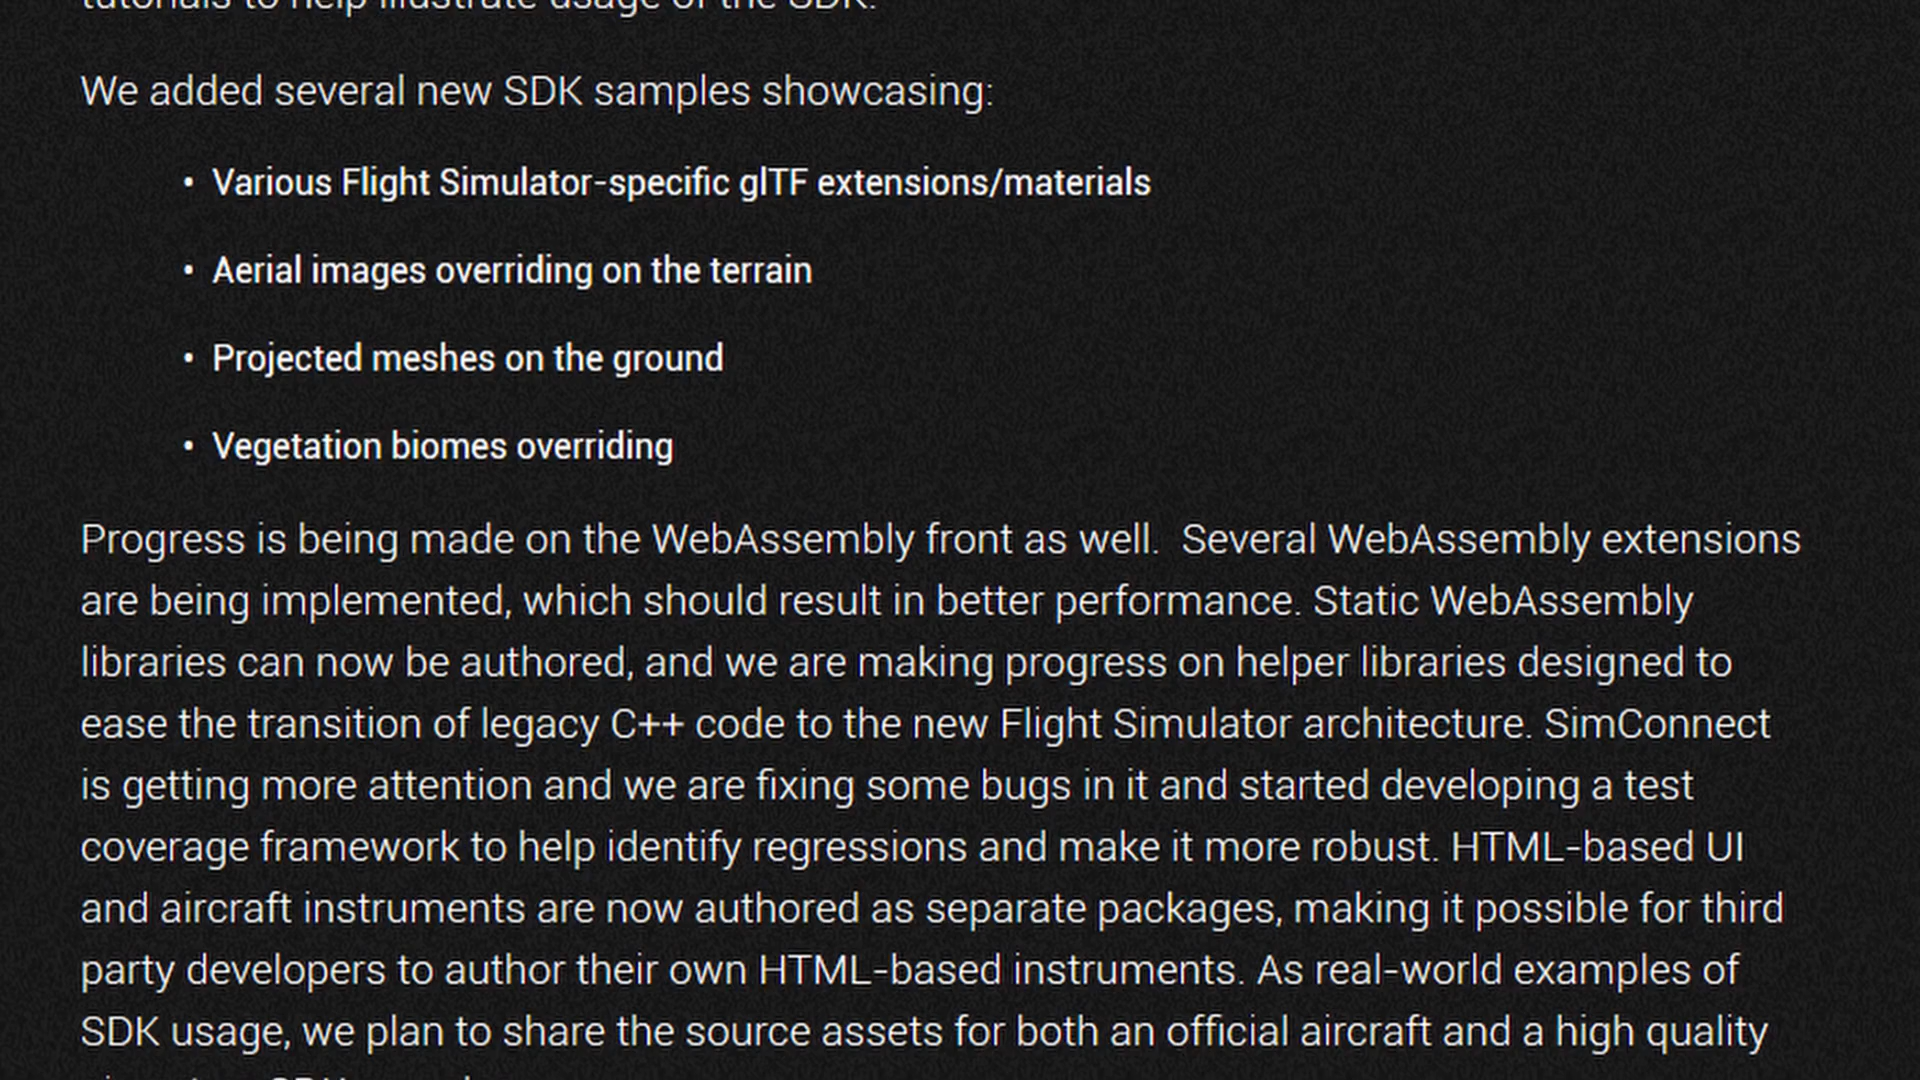 tutorials to help illustrate usage of the SDK.
We added several new SDK samples showcasing:
• Various Flight Simulator-specific glTF extensions/materials
• Aerial images overriding on the terrain
• Projected meshes on the ground
• Vegetation biomes overriding
Progress is being made on the WebAssembly front as well.  Several WebAssembly extensions
are being implemented, which should result in better performance. Static WebAssembly
libraries can now be authored, and we are making progress on helper libraries designed to
ease the transition of legacy C++ code to the new Flight Simulator architecture. SimConnect
is getting more attention and we are fixing some bugs in it and started developing a test
coverage framework to help identify regressions and make it more robust. HTML-based UI
and aircraft instruments are now authored as separate packages, making it possible for third
party developers to author their own HTML-based instruments. As real-world examples of
SDK usage, we plan to share the source assets for both an official aircraft and a high quality